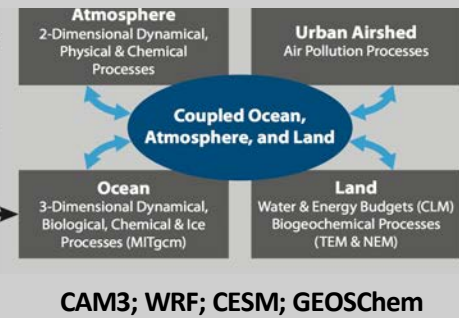 Atmosphere
2-Dimensional Dynamical,
Physical & Chemical
Processes
Urban Airshed
Air Pollution Processes
Coupled Ocean,
Atmosphere, and Land
Ocean
3-Dimensional Dynamical,
Biological, Chemical & Ice
Processes (MITgcm)
Land
Water & Energy Budgets (CLM)
Biogeochemical Processes
(TEM & NEM)
CAM3; WRF; CESM; GEOSChem